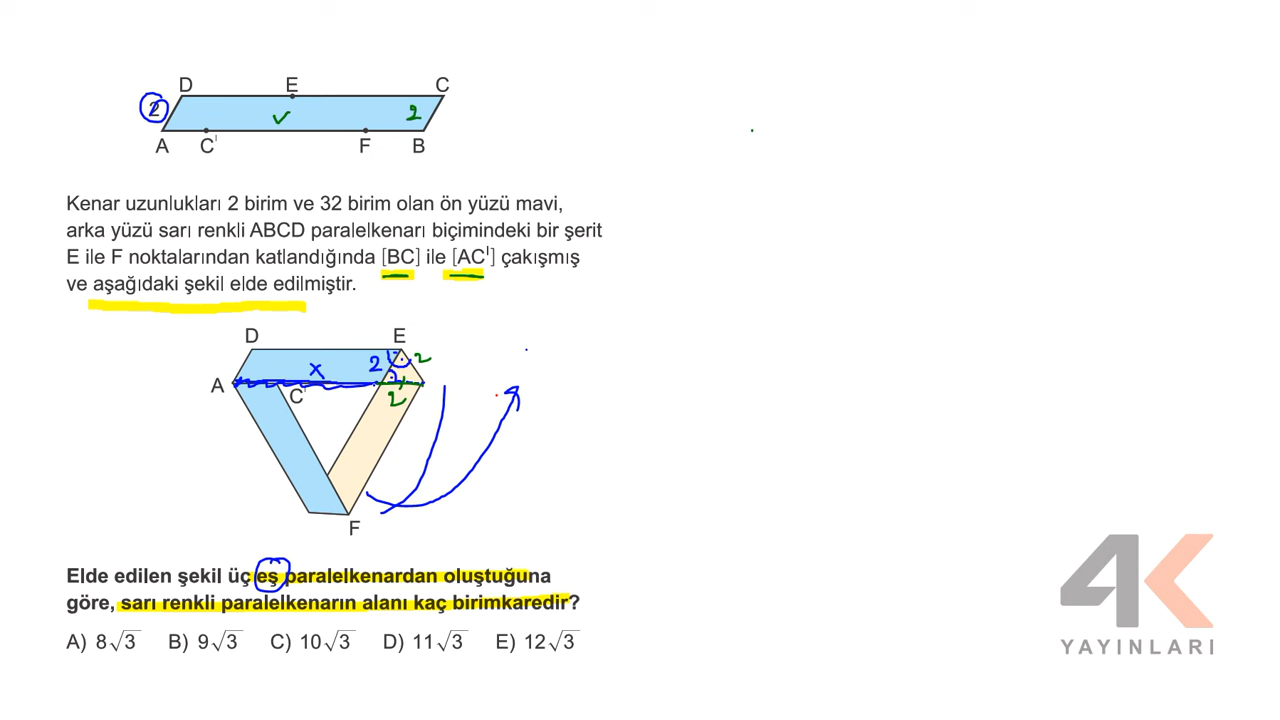 D E C
2 ✓ 2
A C' F B
Kenar uzunlukları 2 birim ve 32 birim olan ön yüzü mavi,
arka yüzü sarı renkli ABCD paralelkenarı biçimindeki bir şerit
E ile F noktalarından katlandığında [BC] ile [AC'] çakışmış
ve aşağıdaki şekil elde edilmiştir.
D E
x 2 2
A C' 2
F
Elde edilen şekil üç eş paralelkenardan oluştuğuna
göre, sarı renkli paralelkenarın alanı kaç birimkaredir?
A) 8√3 B) 9√3 C) 10√3 D) 11√3 E) 12√3
4K
YAYINLARI